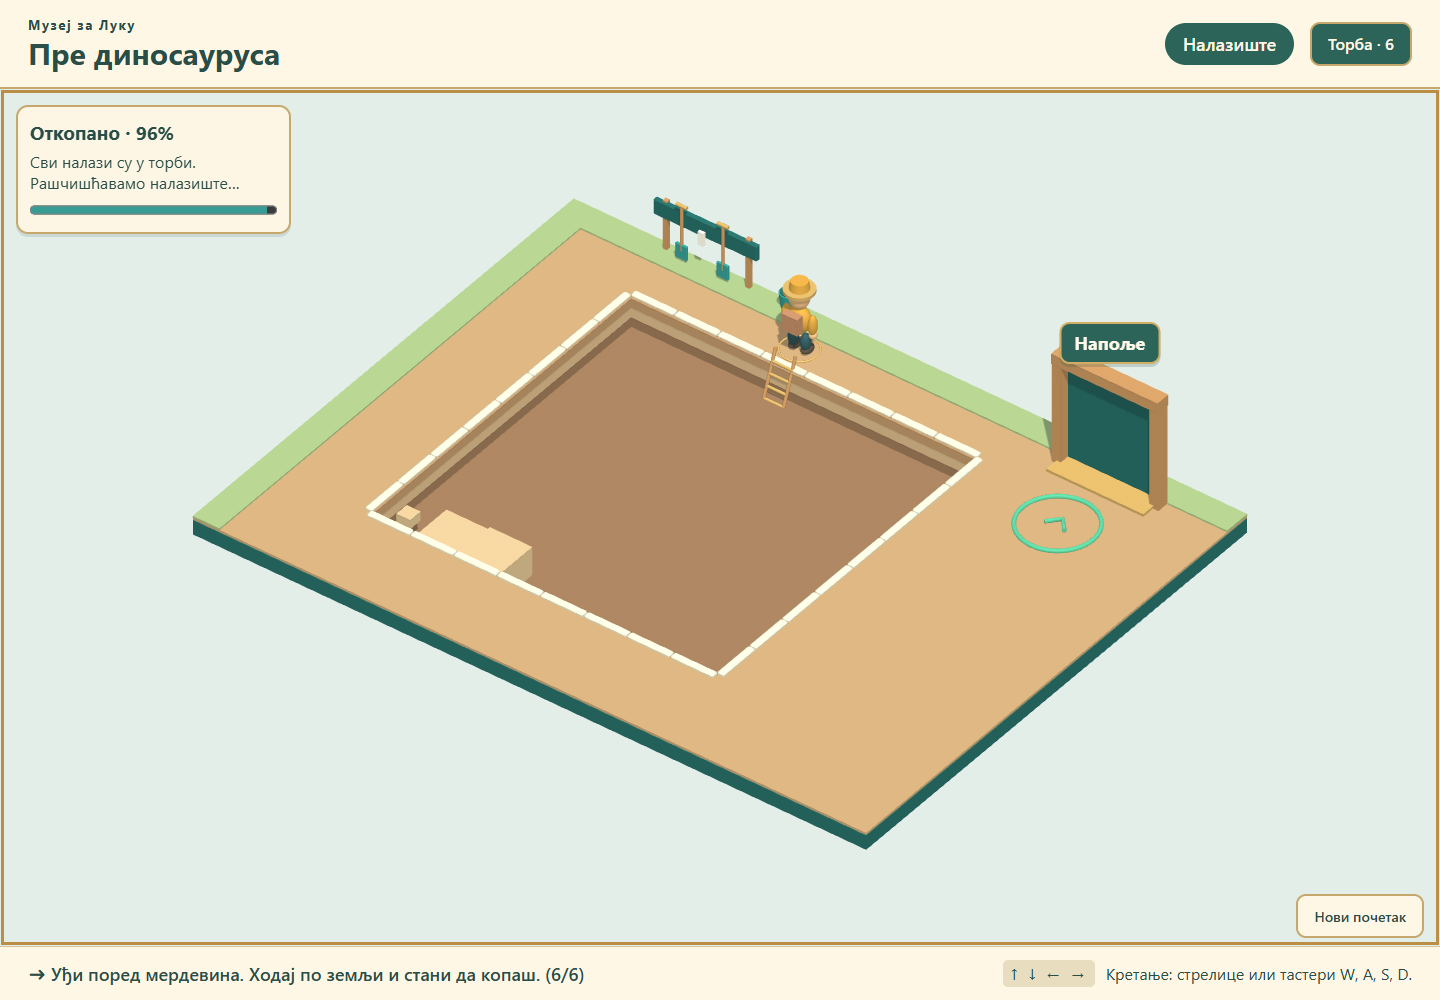 Музеј за Луку
Пре диносауруса
Налазиште
Торба · 6
Откопано · 96%
Сви налази су у торби.
Рашчишћавамо налазиште...
Напоље
Нови почетак
→ Уђи поред мердевина. Ходај по земљи и стани да копаш. (6/6)
↑ ↓ ← → Кретање: стрелице или тастери W, A, S, D.